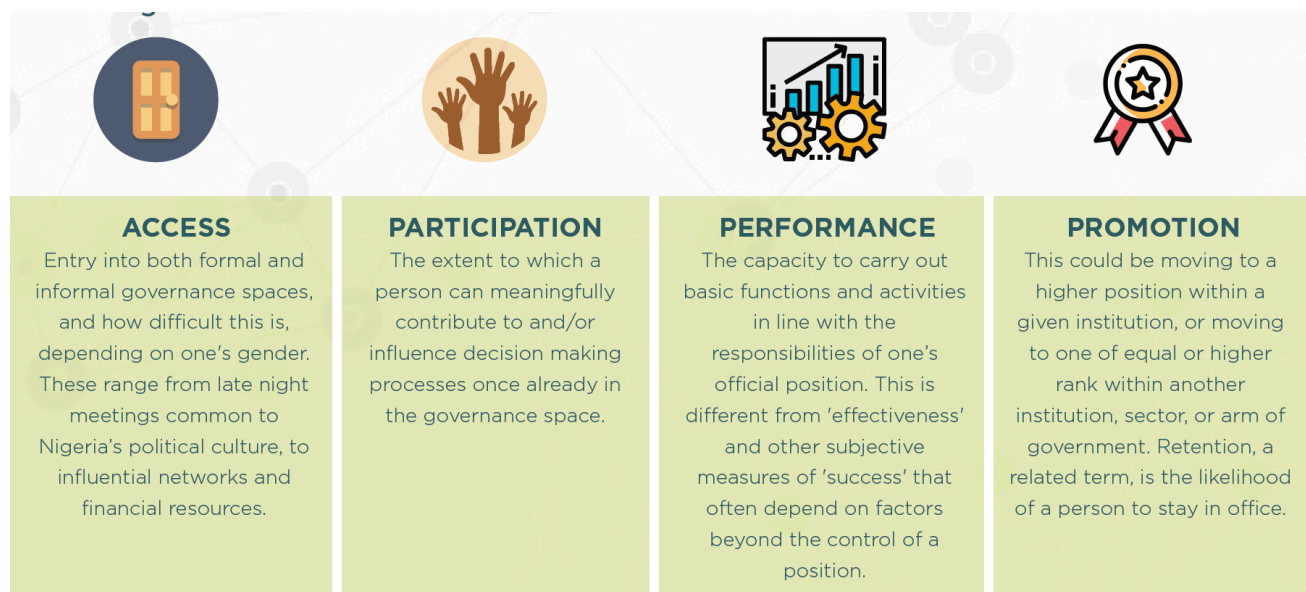 ACCESS
Entry into both formal and
informal governance spaces,
and how difficult this is,
depending on one's gender.
These range from late night
meetings common to
Nigeria’s political culture, to
influential networks and
financial resources.
PARTICIPATION
The extent to which a
person can meaningfully
contribute to and/or
influence decision making
processes once already in
the governance space.
PERFORMANCE
The capacity to carry out
basic functions and activities
in line with the
responsibilities of one’s
official position. This is
different from 'effectiveness'
and other subjective
measures of 'success' that
often depend on factors
beyond the control of a
position.
PROMOTION
This could be moving to a
higher position within a
given institution, or moving
to one of equal or higher
rank within another
institution, sector, or arm of
government. Retention, a
related term, is the likelihood
of a person to stay in office.